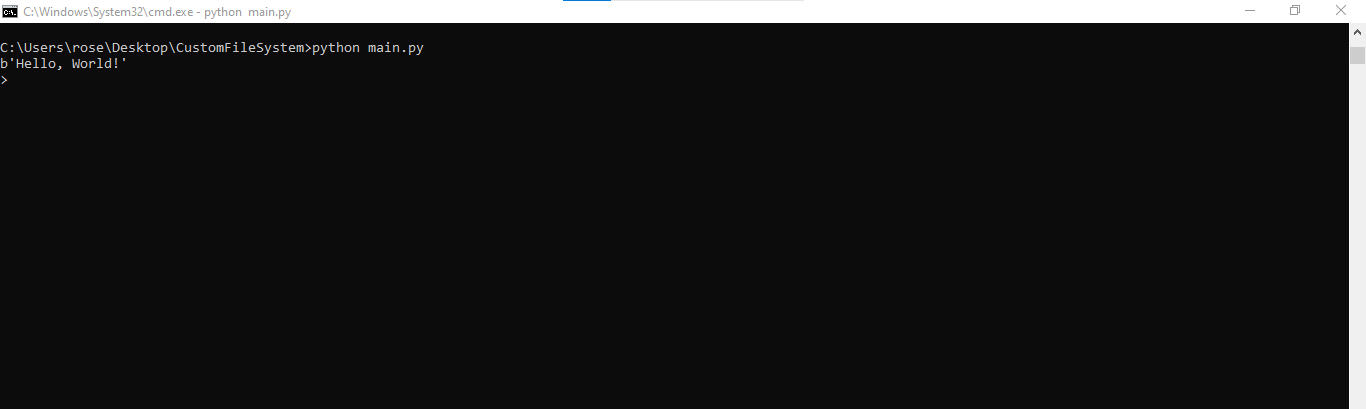 C:\Windows\System32\cmd.exe - python  main.py
C:\Users\rose\Desktop\CustomFileSystem>python main.py
b'Hello, World!'
>